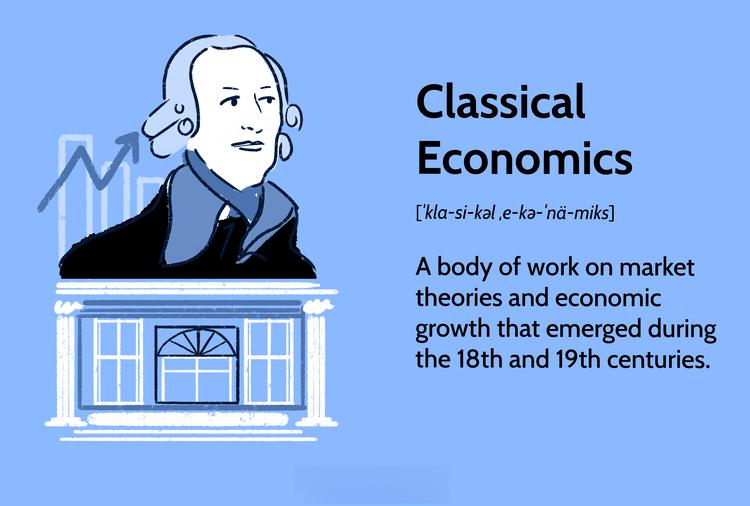 Classical
Economics
[ˈkla-si-kəl ˌe-kə-ˈnä-miks]
A body of work on market
theories and economic
growth that emerged during
the 18th and 19th centuries.